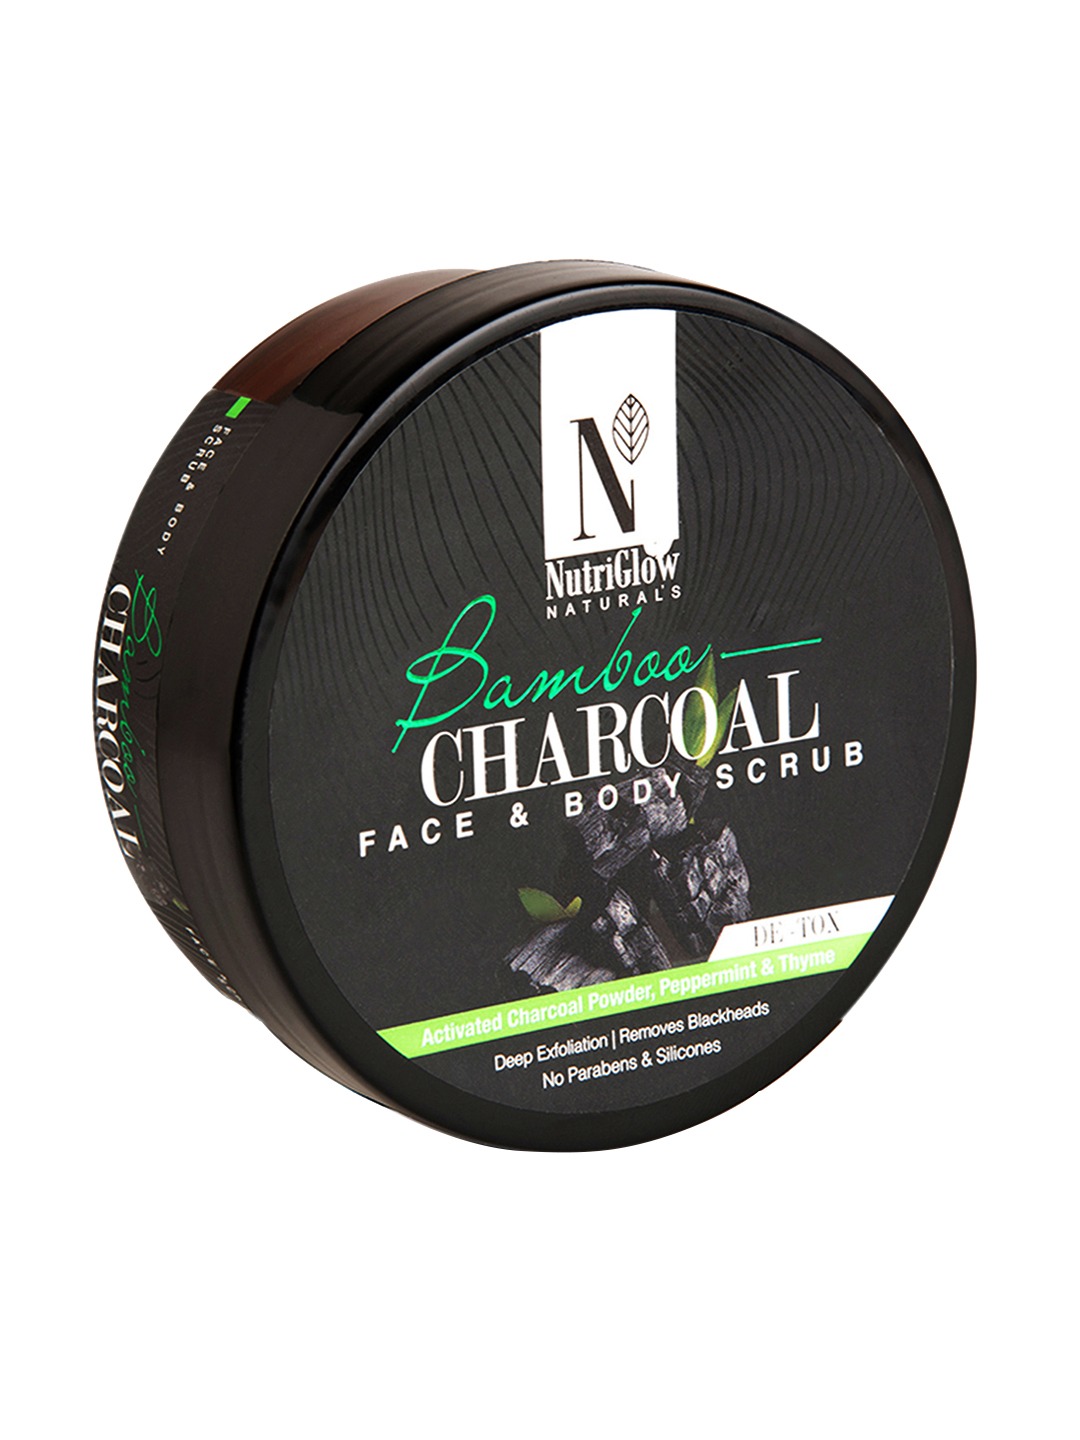 N
NutriGlow
NATURALS
Bamboo
CHARCOAL
FACE & BODY SCRUB
DE-TOX
Activated Charcoal Powder, Peppermint & Thyme
Deep Exfoliation | Removes Blackheads
No Parabens & Silicones
FACE &
SCRUB BODY
Bamboo
CHARCOAL